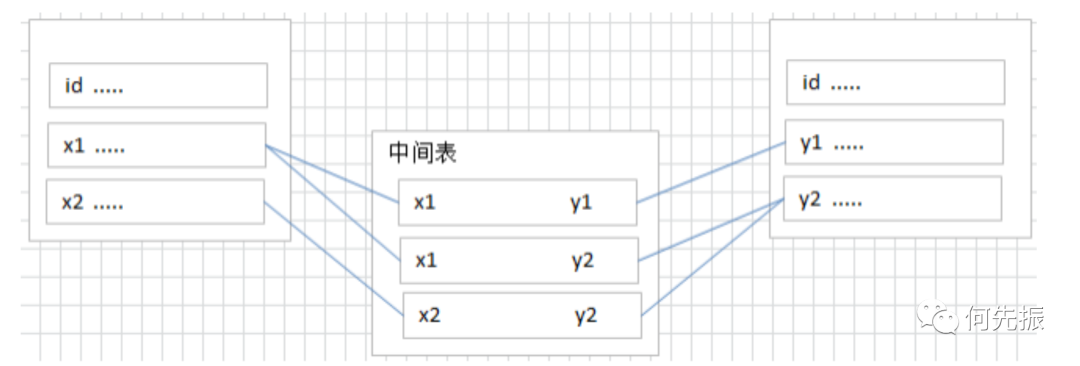 id .....
x1 .....
x2 .....
中间表
x1 y1
x1 y2
x2 y2
id .....
y1 .....
y2 .....
何先振